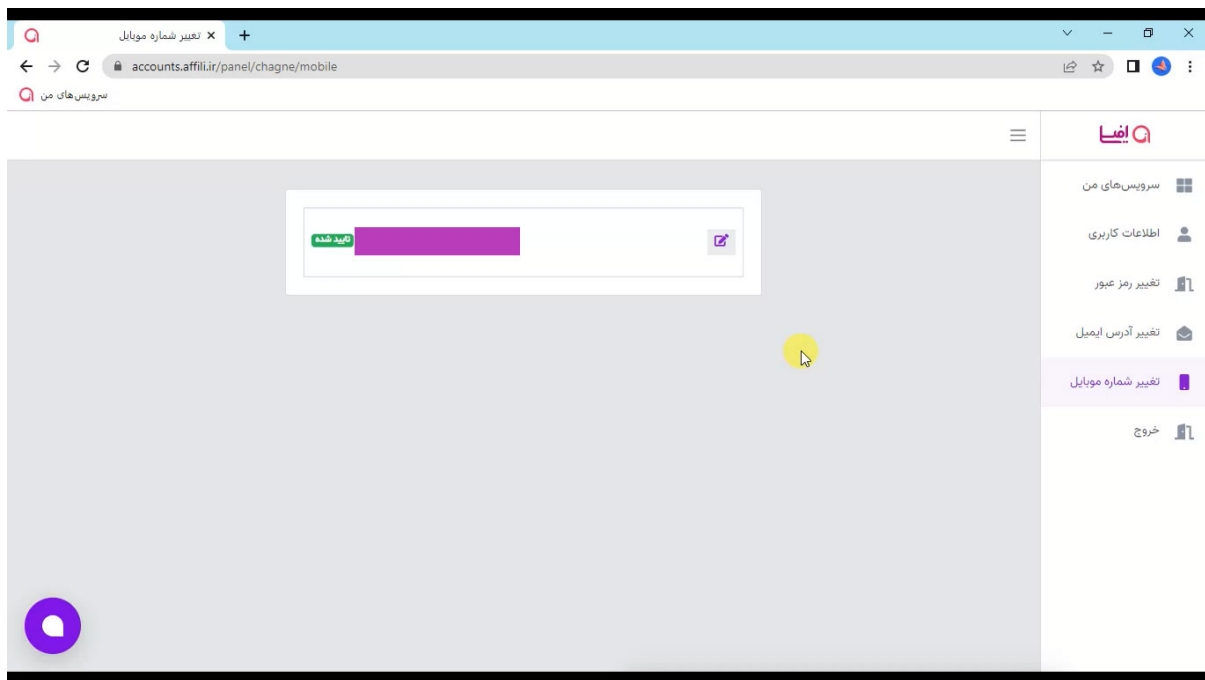 تغییر شماره موبایل
accounts.affili.ir/panel/chagne/mobile
سرویس‌های من
افیلی
سرویس‌های من
اطلاعات کاربری
تغییر رمز عبور
تغییر آدرس ایمیل
تغییر شماره موبایل
خروج
تایید شده